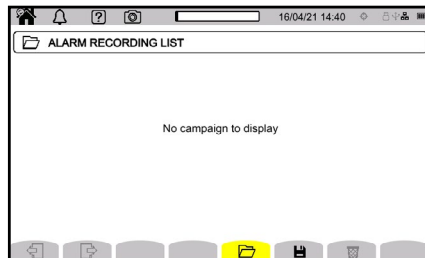 ?
16/04/21 14:40
ALARM RECORDING LIST
No campaign to display